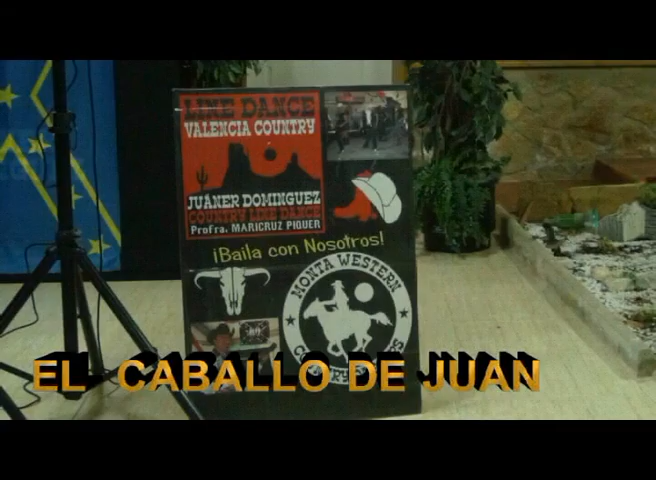 LINE DANCE
VALENCIA COUNTRY
JUANER DOMINGUEZ
COUNTRY LINE DANCE
Profra. MARICRUZ PIQUER
¡Baila con Nosotros!
MONTA WESTERN
EL CABALLO DE JUAN